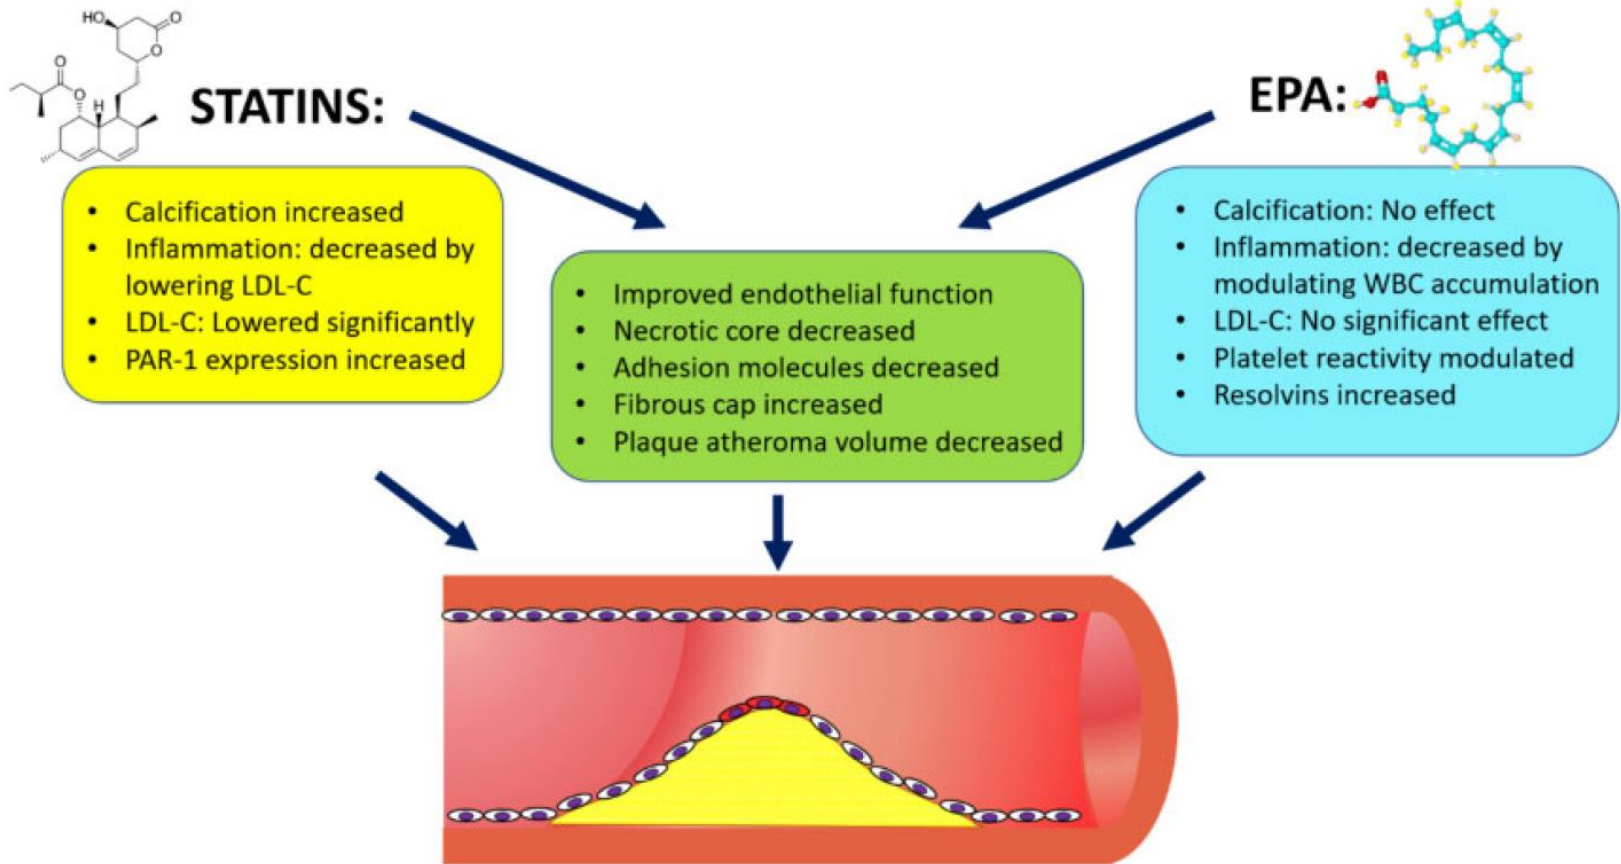 HO
O
O
O
O
H
STATINS:
EPA:
• Calcification increased
• Inflammation: decreased by
lowering LDL-C
• LDL-C: Lowered significantly
• PAR-1 expression increased
• Improved endothelial function
• Necrotic core decreased
• Adhesion molecules decreased
• Fibrous cap increased
• Plaque atheroma volume decreased
• Calcification: No effect
• Inflammation: decreased by
modulating WBC accumulation
• LDL-C: No significant effect
• Platelet reactivity modulated
• Resolvins increased